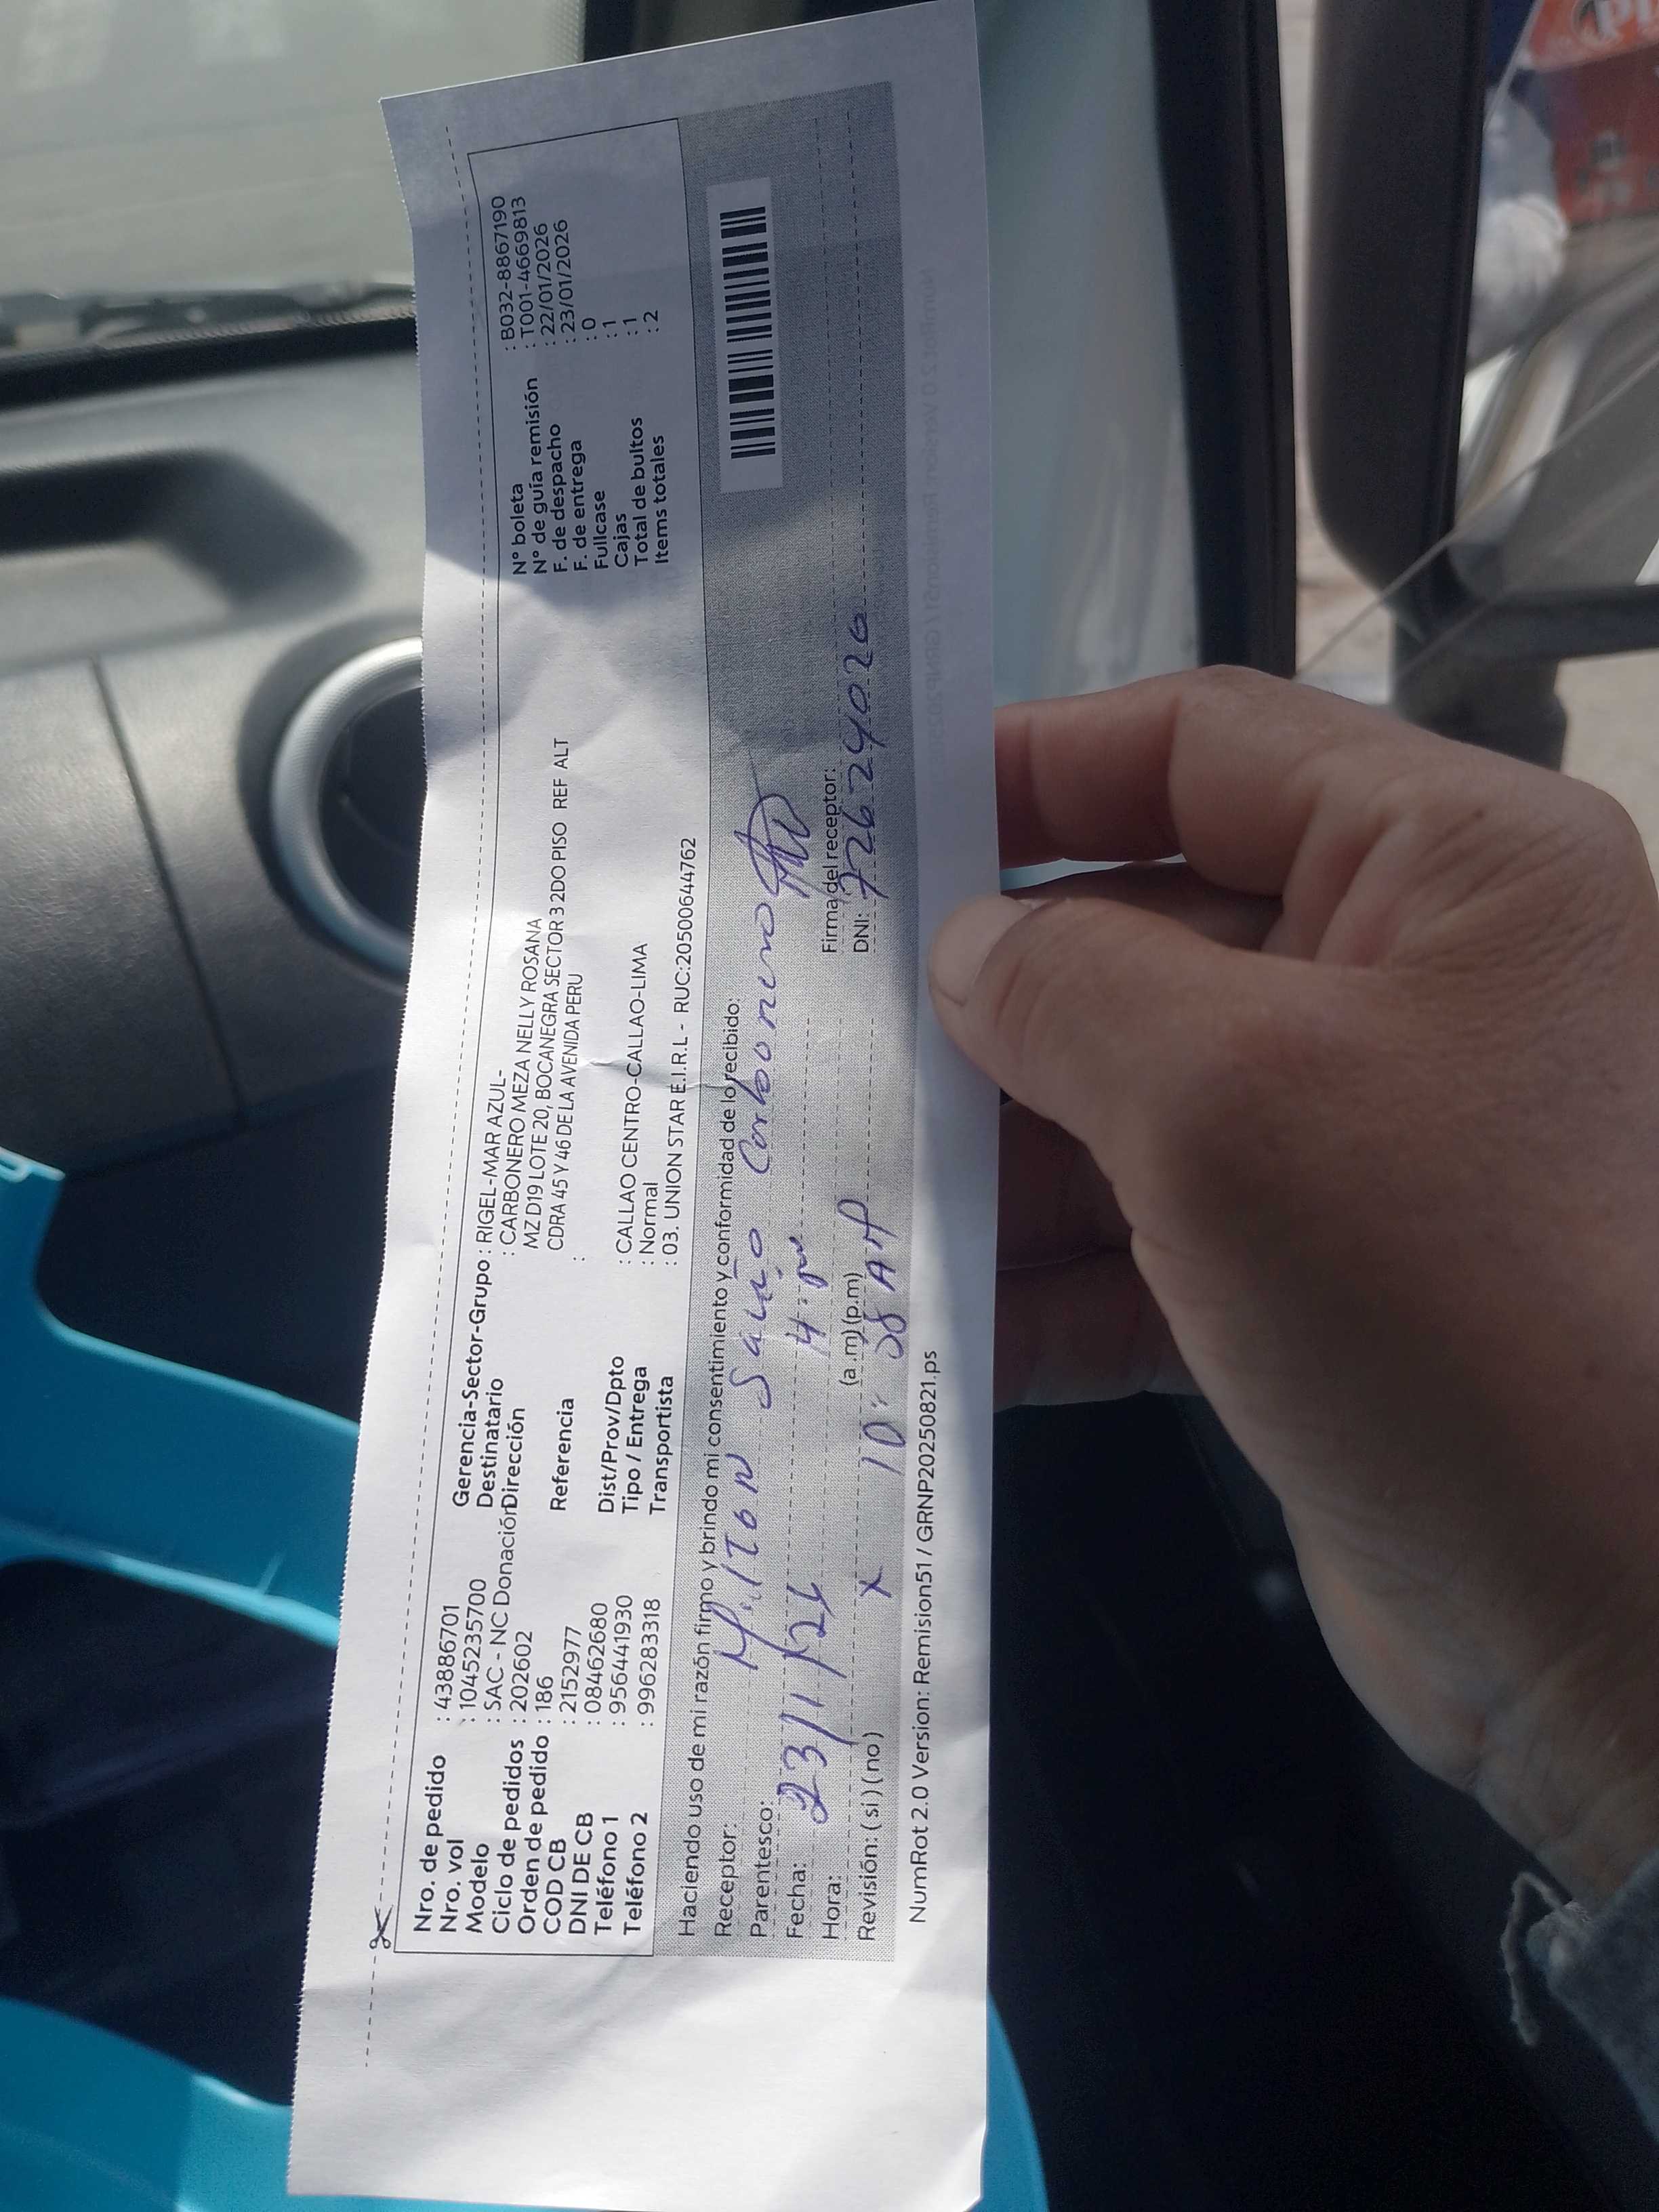 Nro. de pedido : 43886701
Nro. vol : 1045235700
Modelo : SAC - NC Donación
Ciclo de pedidos : 202602
Orden de pedido : 186
COD CB : 2152977
DNI DE CB : 08462680
Teléfono 1 : 956441930
Teléfono 2 : 996283318
Gerencia-Sector-Grupo : RIGEL-MAR AZUL-
Destinatario : CARBONERO MEZA NELLY ROSANA
Dirección MZ D19 LOTE 20, BOCANEGRA SECTOR 3 2DO PISO REF ALT
CDRA 45 Y 46 DE LA AVENIDA PERU
Referencia :
Dist/Prov/Dpto : CALLAO CENTRO-CALLAO-LIMA
Tipo / Entrega : Normal
Transportista : 03. UNION STAR E.I.R.L - RUC:20500644762
N° boleta : B032-8867190
N° de guía remisión : T001-4669813
F. de despacho : 22/01/2026
F. de entrega : 23/01/2026
Fullcase : 0
Cajas : 1
Total de bultos : 1
Items totales : 2
Haciendo uso de mi razón firmo y brindo mi consentimiento y conformidad de lo recibido:
Receptor: Milton Carbonero
Parentesco:
Fecha: 23/1/26
Hora: (a.m)(p.m)
Revisión: (si)(no) X 10:
Firma del receptor:
DNI: 72624026
NumRot 2.0 Version: Remision51 / GRNP20250821.ps